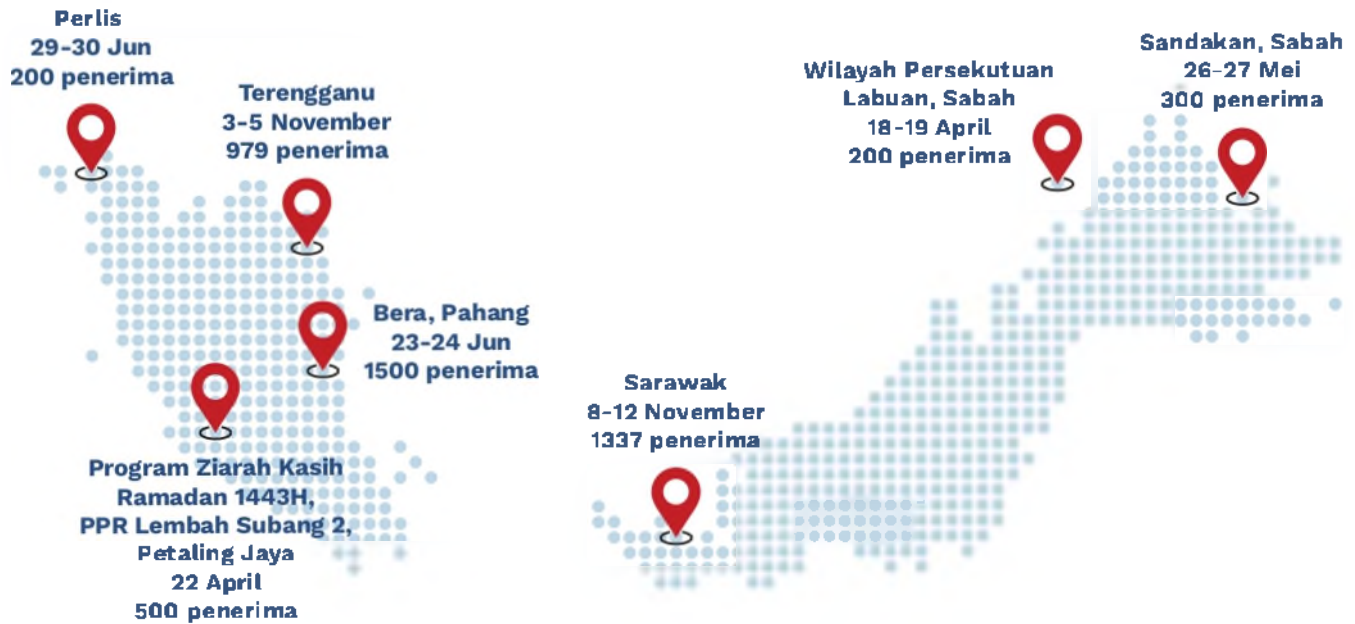 Perlis
29-30 Jun
200 penerima
Terengganu
3-5 November
979 penerima
Bera, Pahang
23-24 Jun
1500 penerima
Program Ziarah Kasih
Ramadan 1443H,
PPR Lembah Subang 2,
Petaling Jaya
22 April
500 penerima
Wilayah Persekutuan
Labuan, Sabah
18-19 April
200 penerima
Sandakan, Sabah
26-27 Mei
300 penerima
Sarawak
8-12 November
1337 penerima